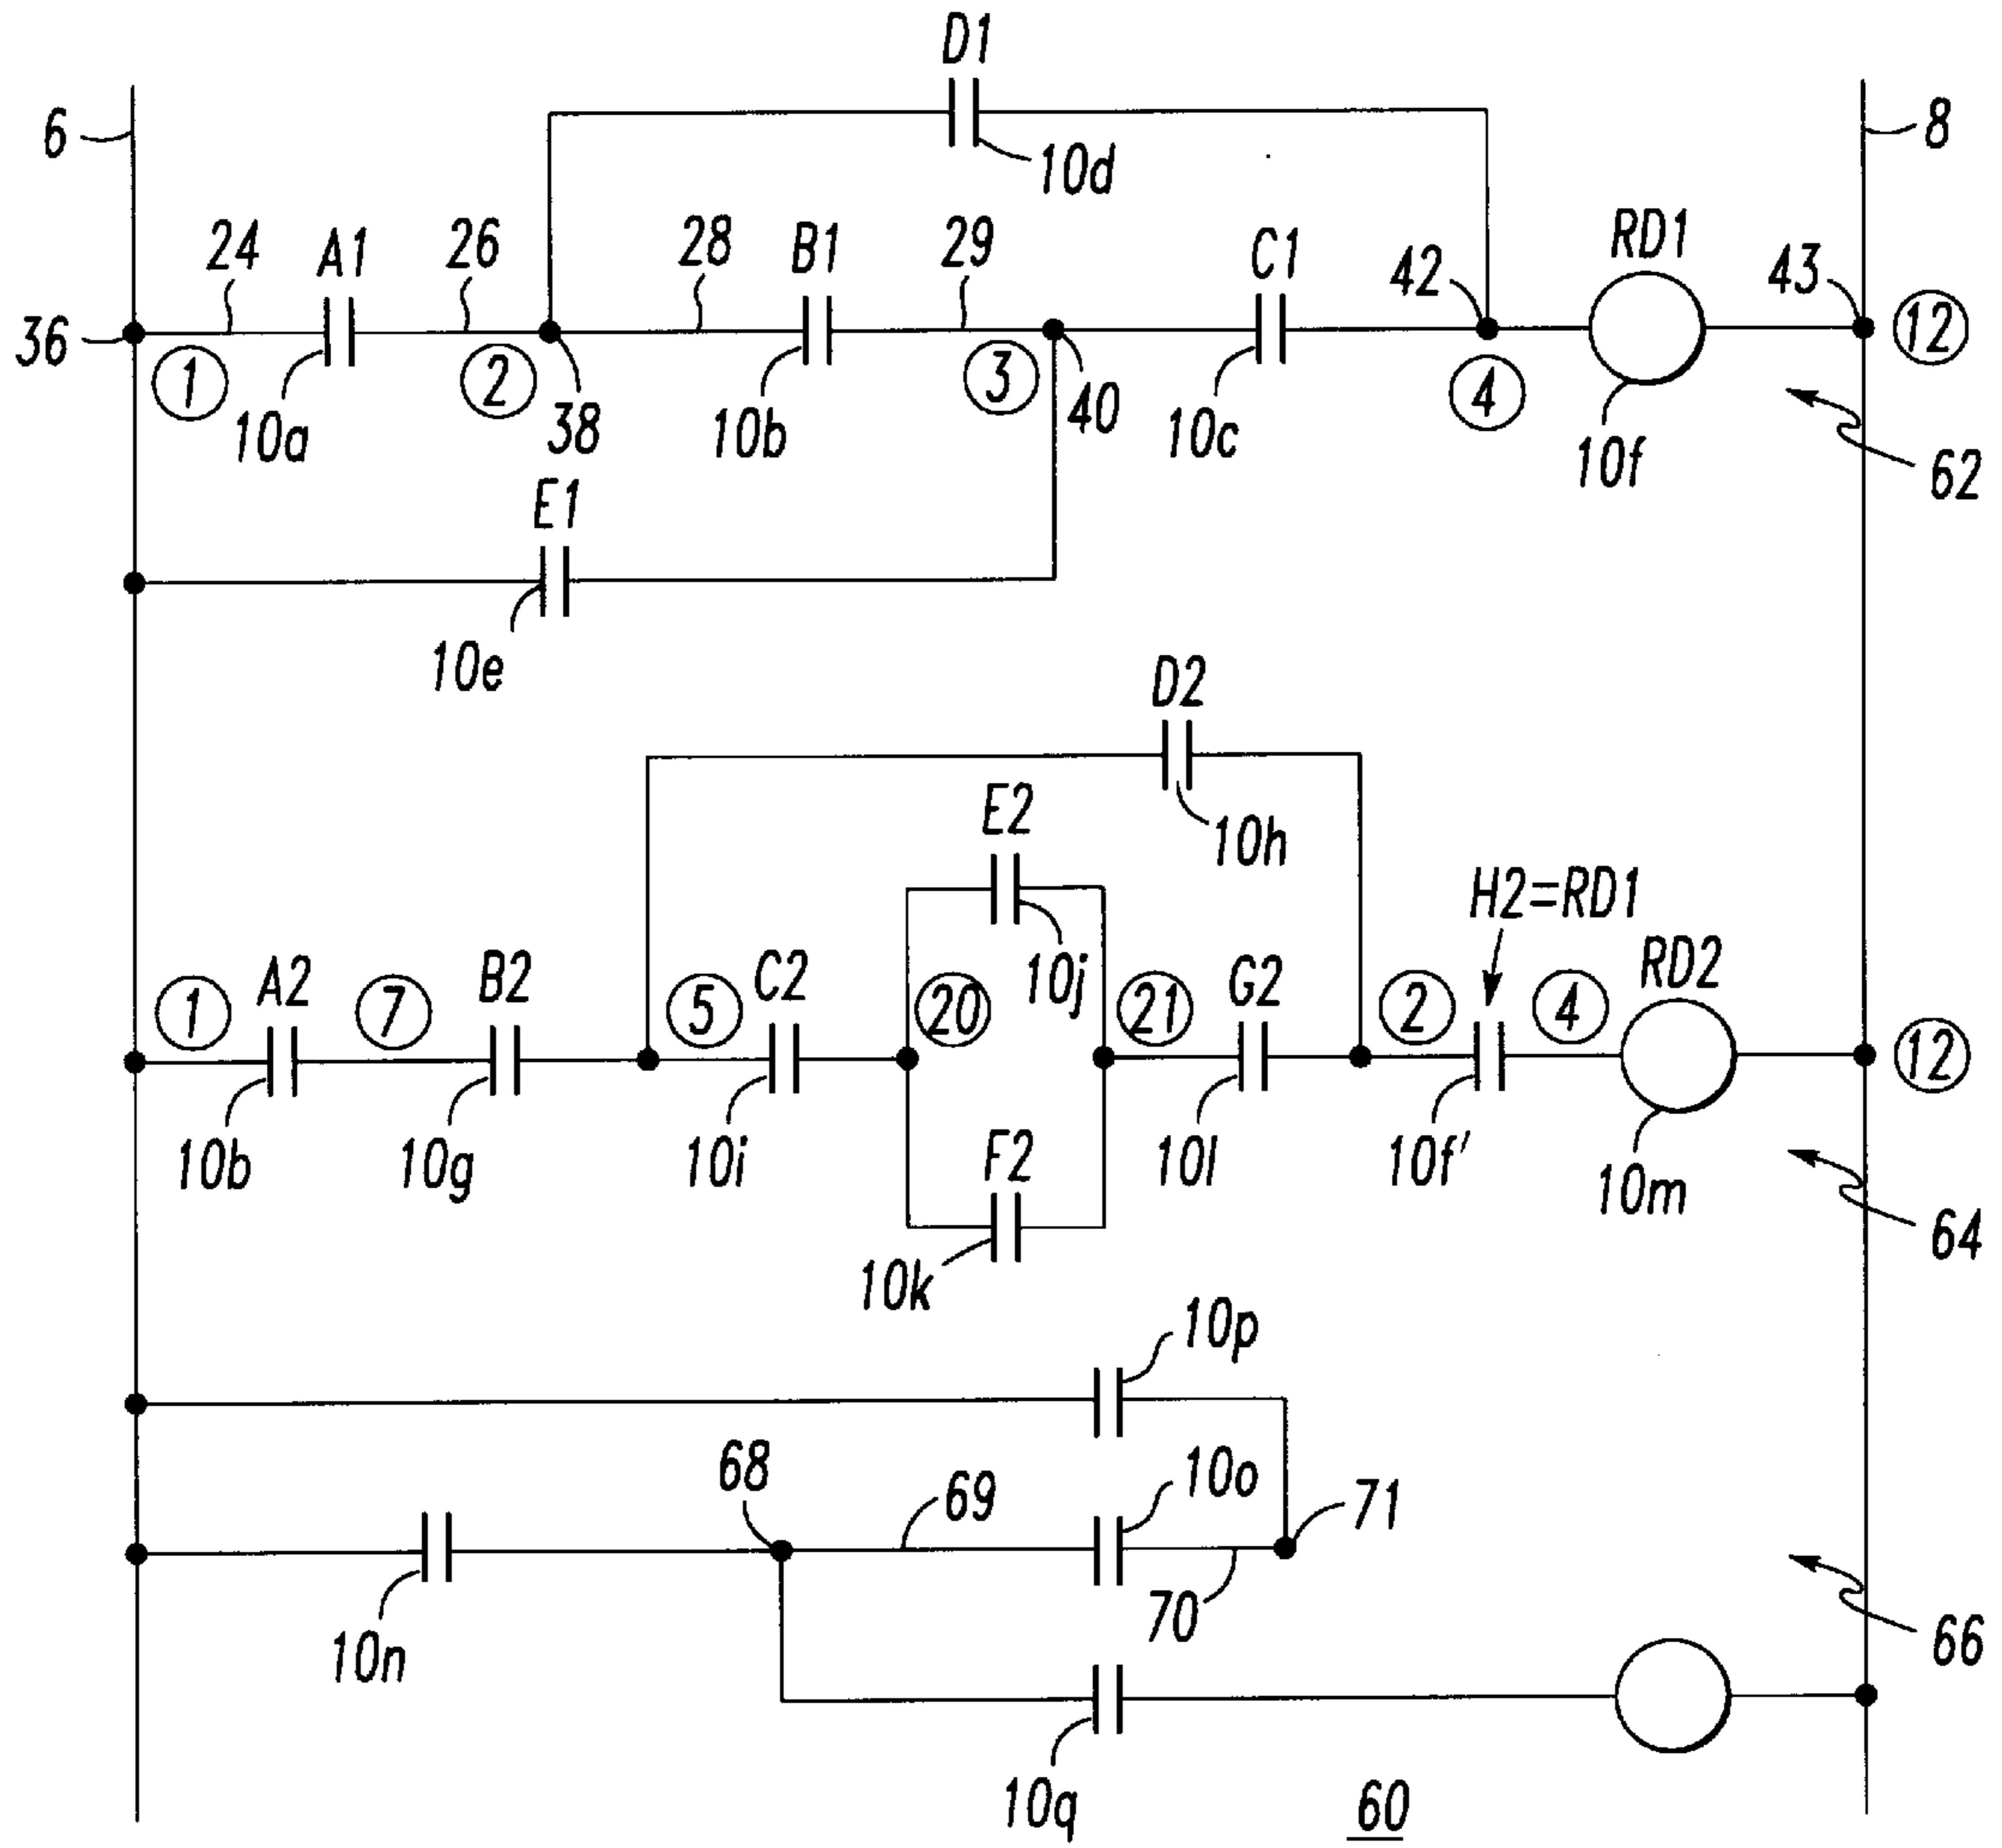 D1
6
8
10d
24
A1
26
28
B1
29
C1
42
RD1
43
36
1
2
3
4
12
10a
38
10b
40
10c
10f
62
E1
10e
D2
10h
E2
10j
H2=RD1
1
A2
7
B2
5
C2
20
21
G2
2
4
RD2
12
10b
10g
10i
F2
10l
10f'
10m
64
10k
10p
68
69
10o
71
70
10n
66
10q
60